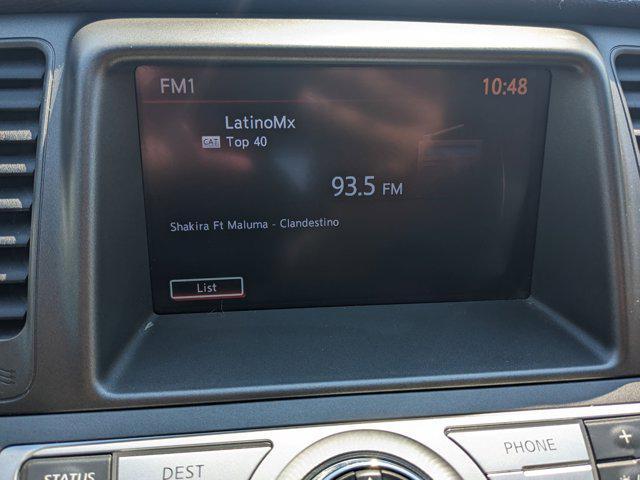 FM1 10:48
LatinoMx
CAT Top 40
93.5 FM
Shakira Ft Maluma - Clandestino
List
STATUS DEST PHONE +